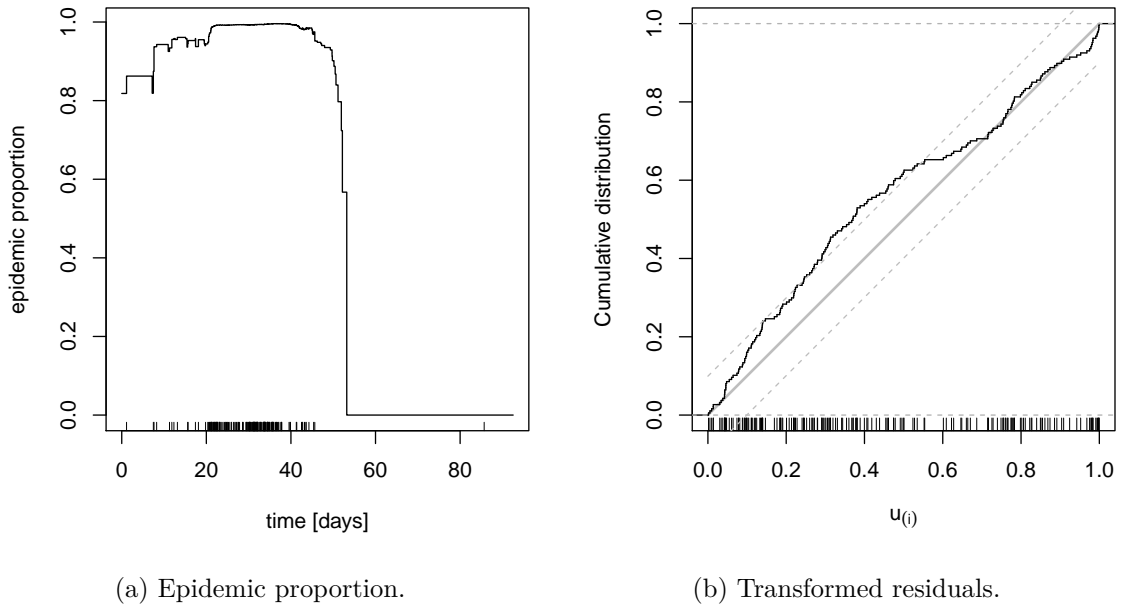 epidemic proportion
1.0
0.8
0.6
0.4
0.2
0.0
0 20 40 60 80
time [days]
(a) Epidemic proportion.
Cumulative distribution
1.0
0.8
0.6
0.4
0.2
0.0
0.0 0.2 0.4 0.6 0.8 1.0
u(i)
(b) Transformed residuals.